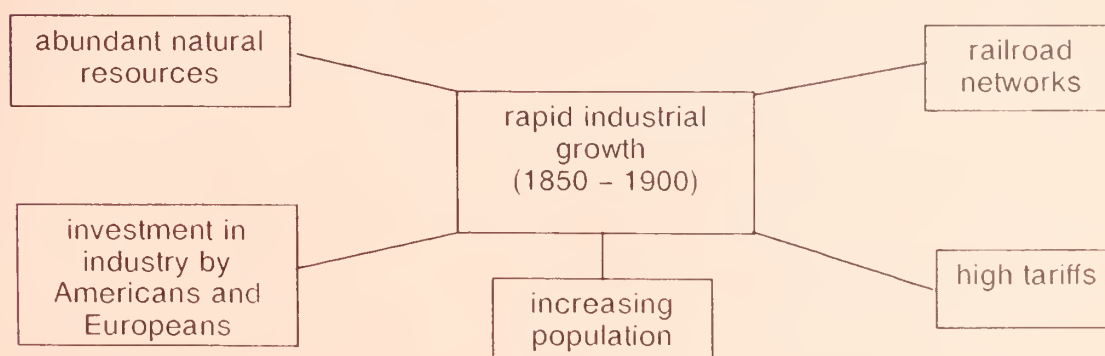 abundant natural
resources
railroad
networks
rapid industrial
growth
(1850 – 1900)
investment in
industry by
Americans and
Europeans
increasing
population
high tariffs